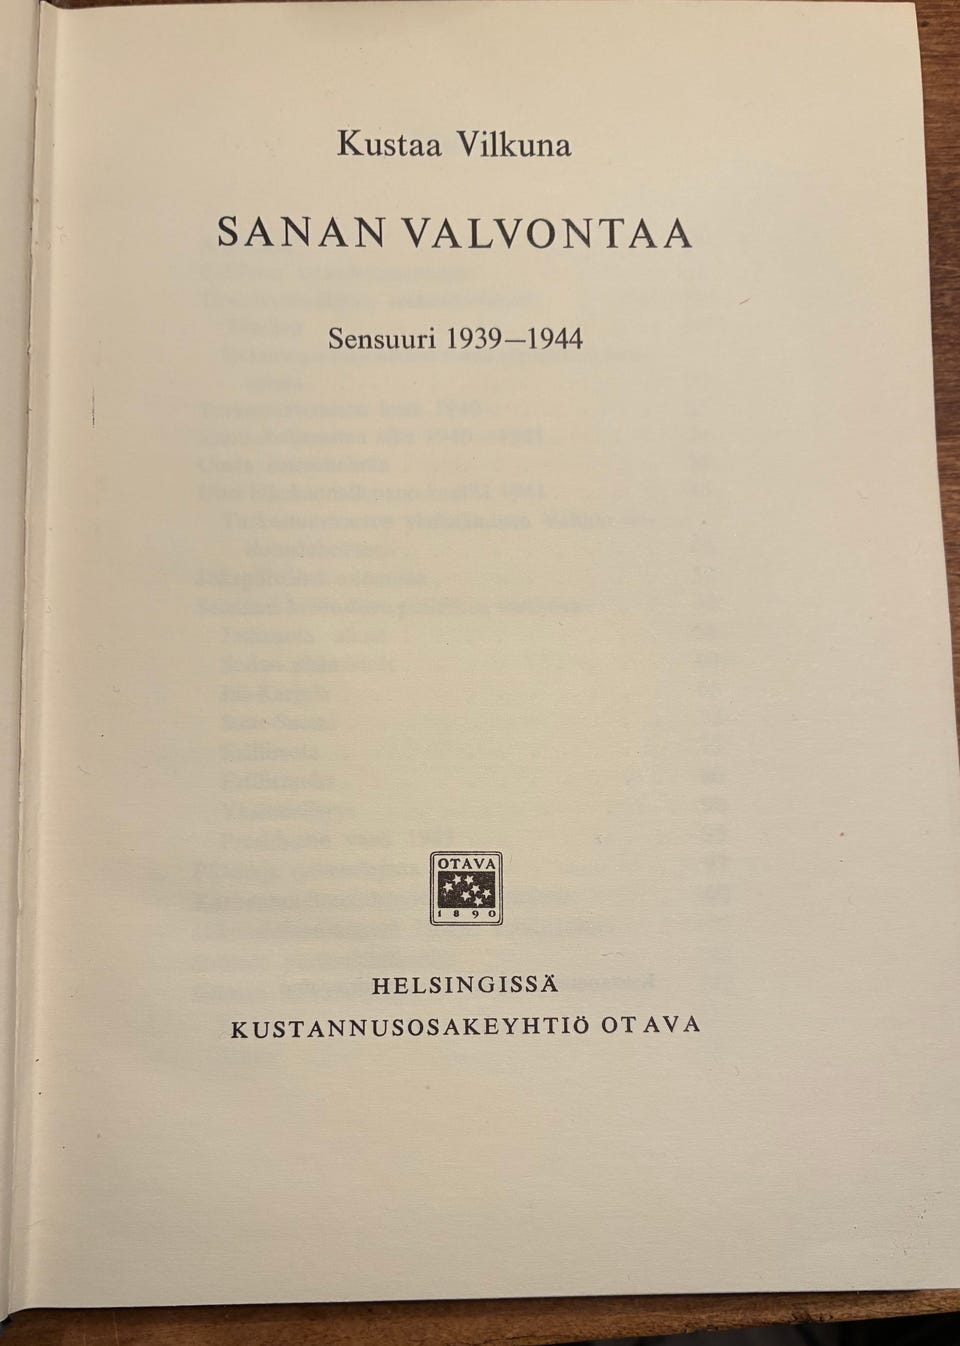 Kustaa Vilkuna
SANAN VALVONTAA
Sensuuri 1939—1944
OTAVA
1890
HELSINGISSÄ
KUSTANNUSOSAKEYHTIÖ OTAVA